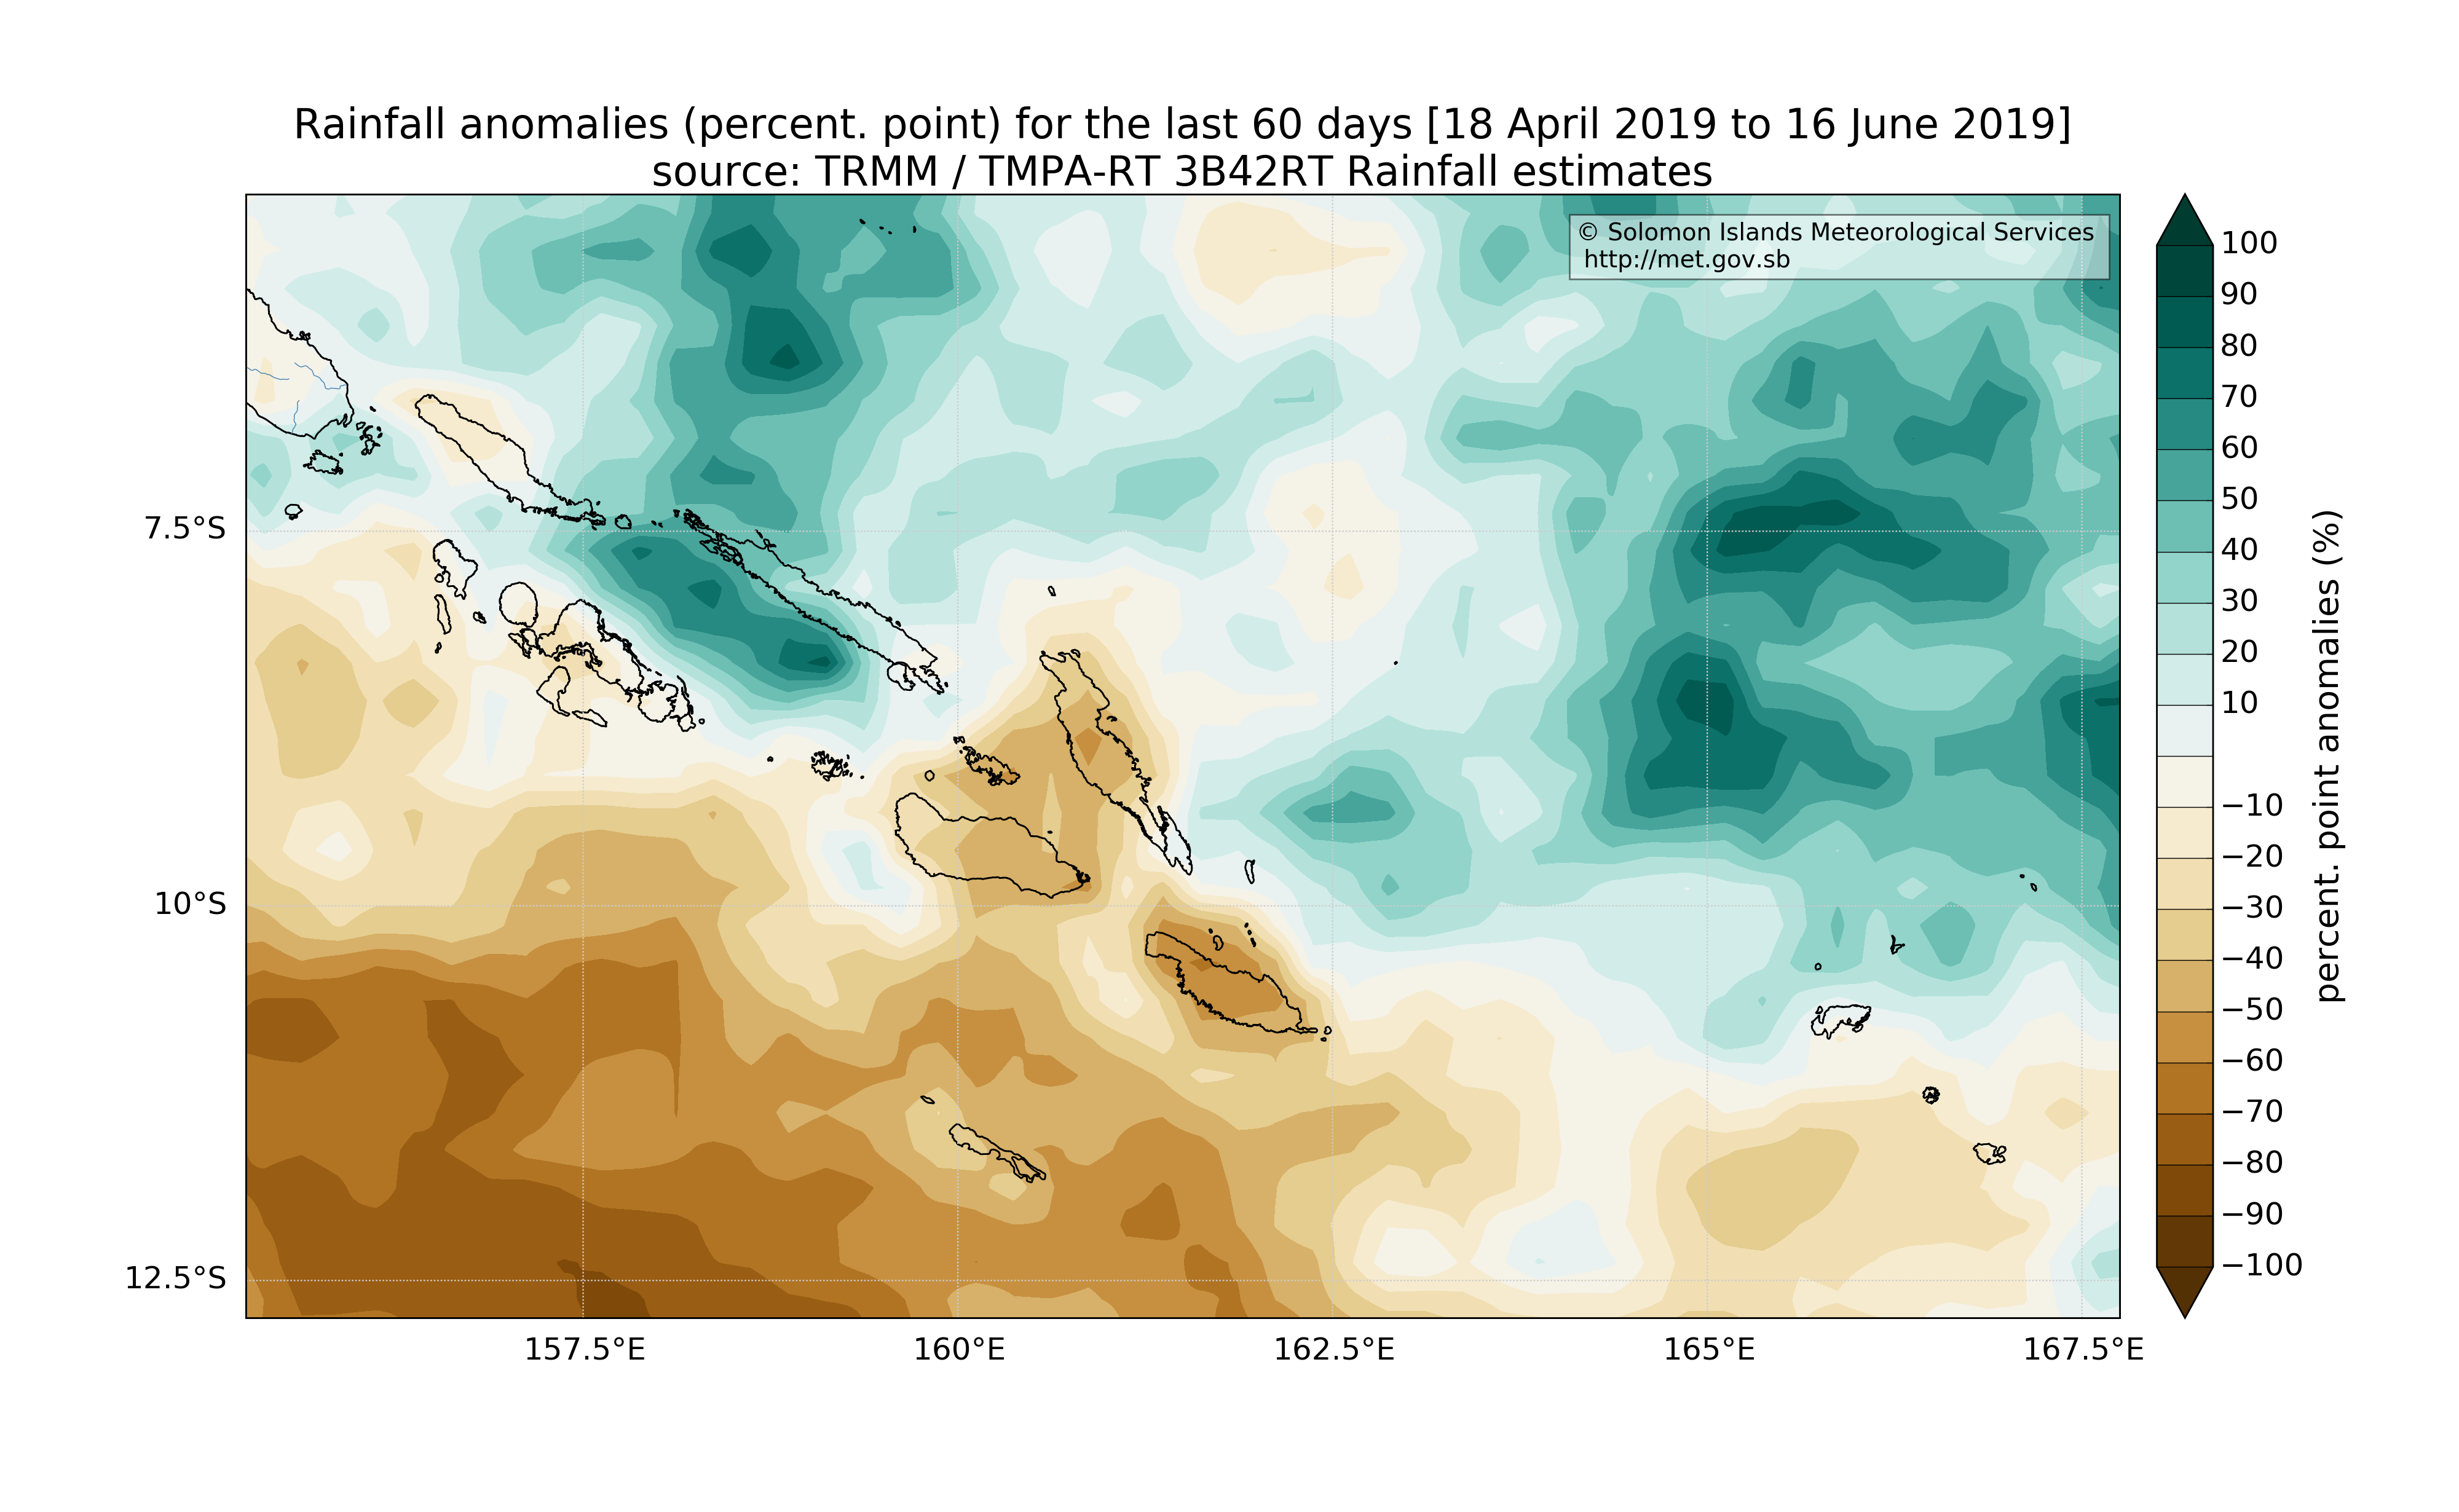 Rainfall anomalies (percent. point) for the last 60 days [18 April 2019 to 16 June 2019]
source: TRMM / TMPA-RT 3B42RT Rainfall estimates
© Solomon Islands Meteorological Services
http://met.gov.sb
7.5°S
10°S
12.5°S
157.5°E
160°E
162.5°E
165°E
167.5°E
100
90
80
70
60
50
40
30
20
10
−10
−20
−30
−40
−50
−60
−70
−80
−90
−100
percent. point anomalies (%)